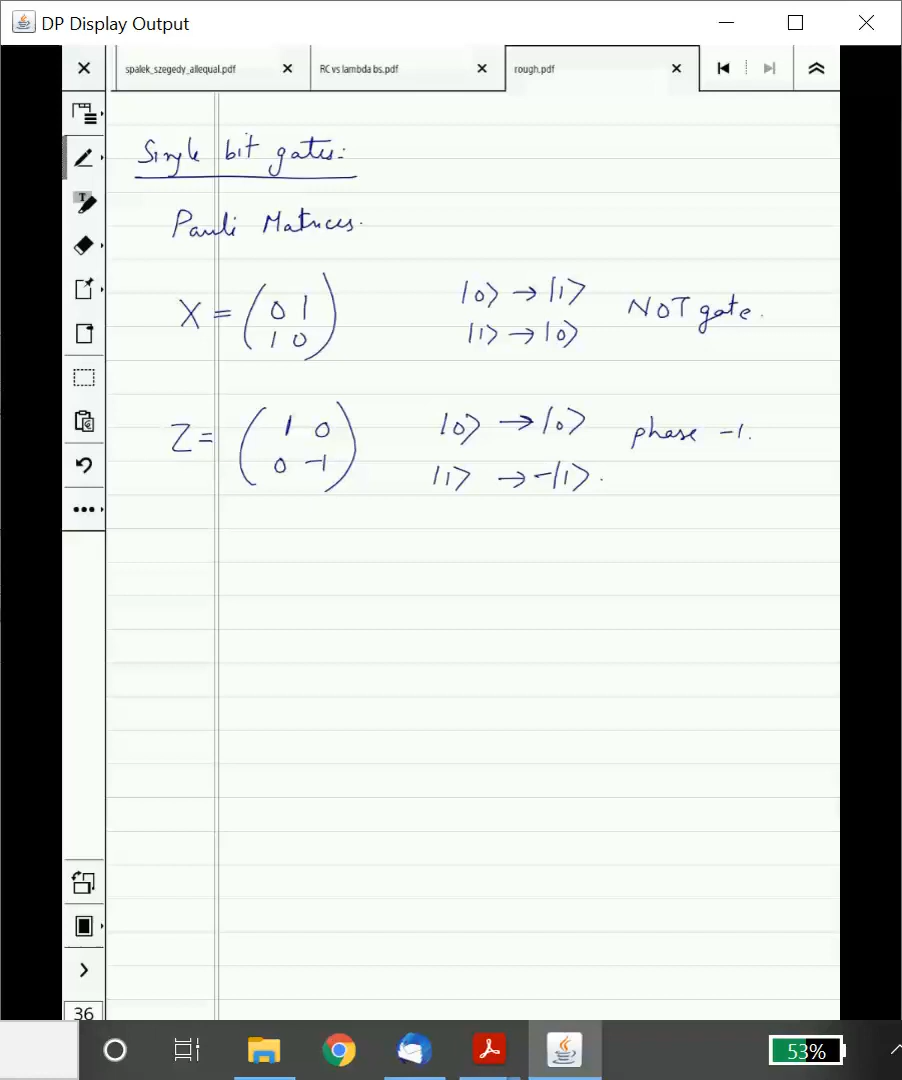 DP Display Output
spalek_szegedy_allequal.pdf
RC vs lambda bs.pdf
rough.pdf
Single bit gates:-
Pauli Matrices.
X = (0 1
1 0)
|0⟩ → |1⟩
|1⟩ → |0⟩
NOT gate.
Z = (1 0
0 -1)
|0⟩ → |0⟩
|1⟩ → -|1⟩.
phase -1.
36
53%